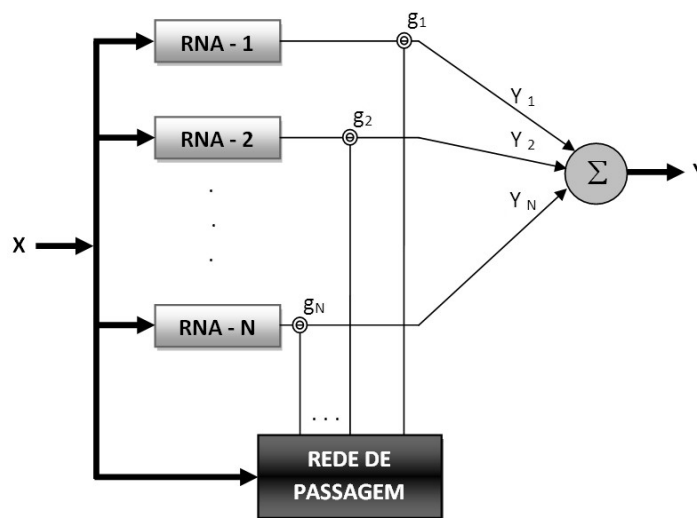 g1
RNA - 1
Y 1
g2
RNA - 2
Y 2
Σ
Y N
X
gN
RNA - N
. . .
REDE DE
PASSAGEM